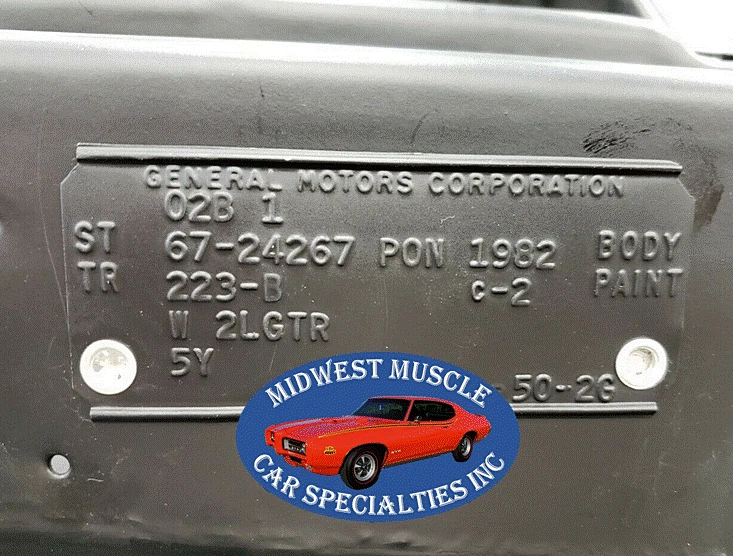 GENERAL MOTORS CORPORATION
02B 1
ST 67-24267 PON 1982 BODY
TR 223-B C-2 PAINT
W 2LGTR
5Y
-50-2G
MIDWEST MUSCLE
CAR SPECIALTIES INC